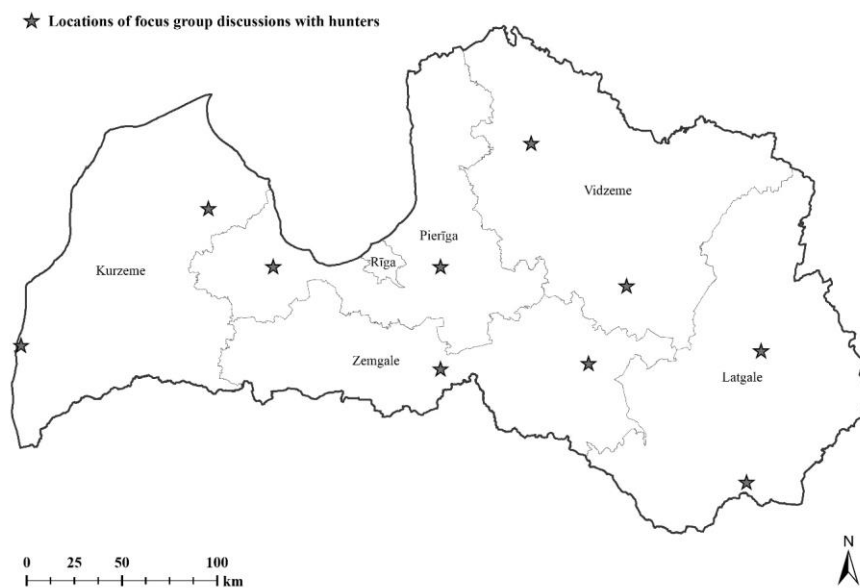 Locations of focus group discussions with hunters
Vidzeme
Pierīga
Rīga
Kurzeme
Zemgale
Latgale
N
0 25 50 100
km